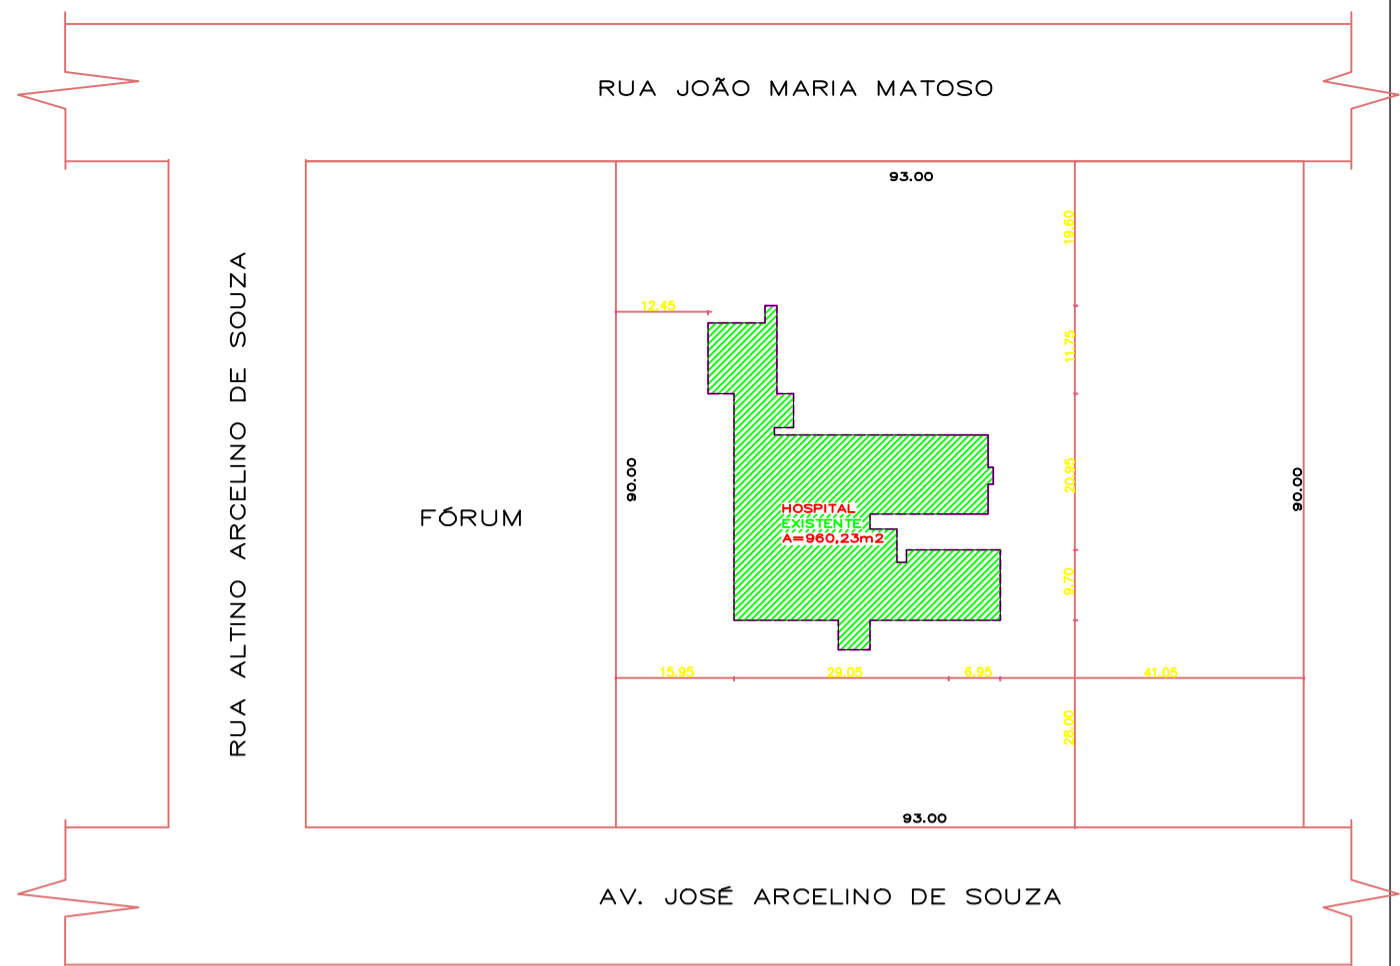 RUA JOÃO MARIA MATOSO
93.00
19.60
RUA ALTINO ARCELINO DE SOUZA
12.45
11.75
90.00
20.95
90.00
FÓRUM
HOSPITAL
EXISTENTE
A=960,23m2
9.70
15.95 29.05 6.95 41.05
28.00
93.00
AV. JOSÉ ARCELINO DE SOUZA